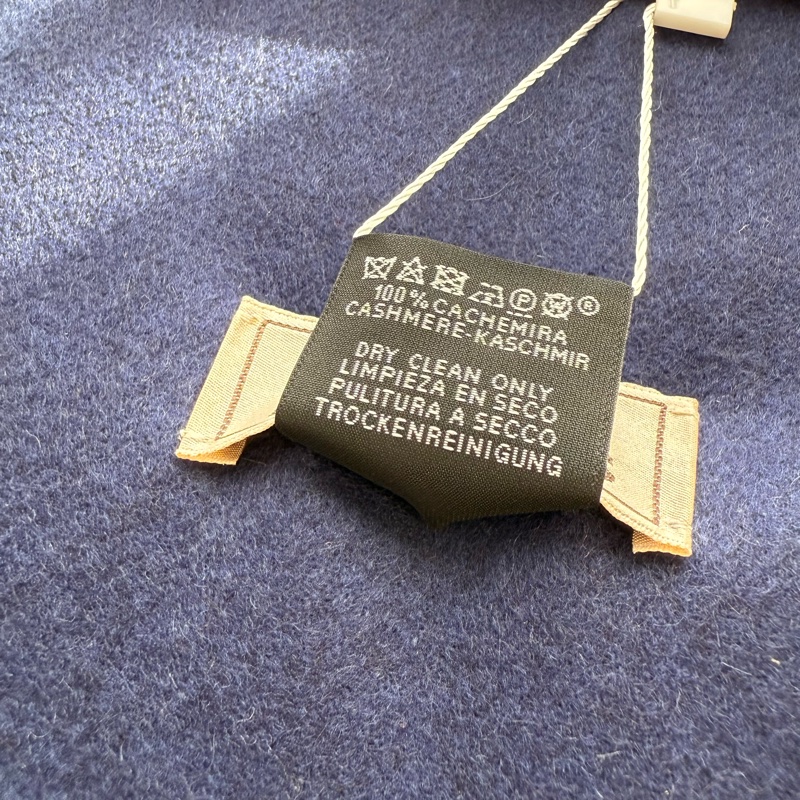 100% CACHEMIRA
CASHMERE-KASCHMIR
DRY CLEAN ONLY
LIMPIEZA EN SECO
PULITURA A SECCO
TROCKENREINIGUNG